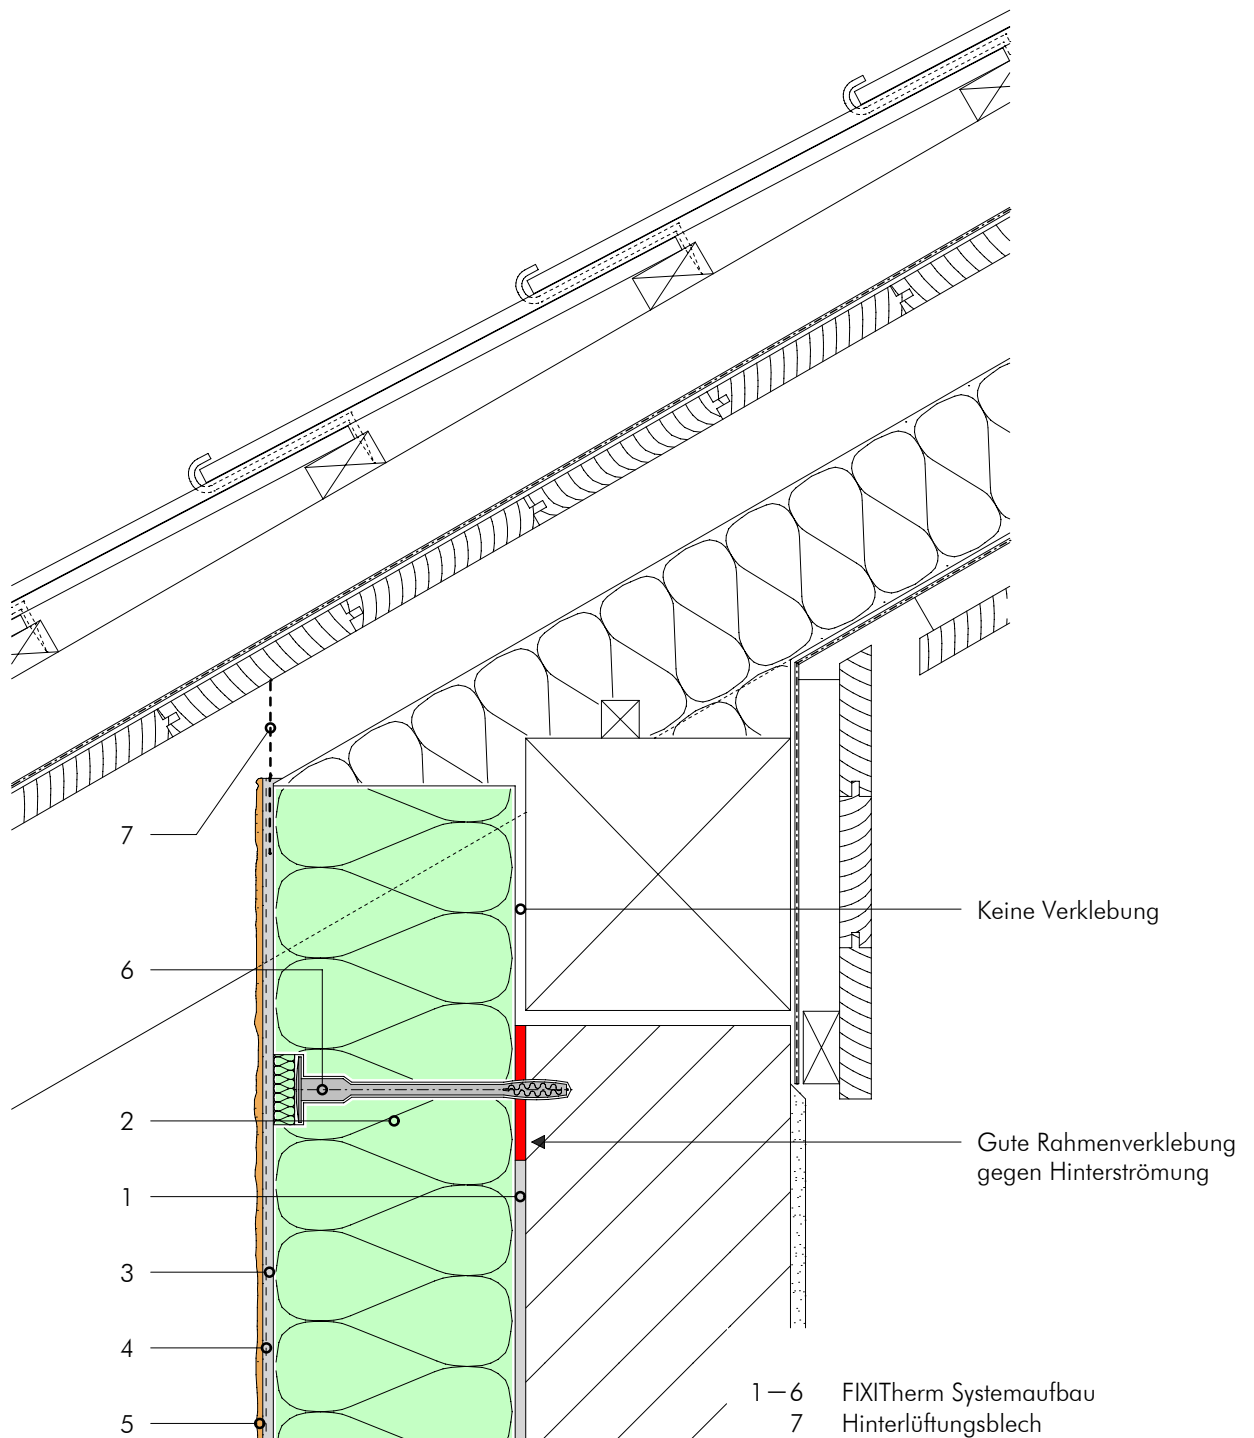 7
Keine Verklebung
6
2
Gute Rahmenverklebung
gegen Hinterströmung
1
3
4
1–6 FIXITherm Systemaufbau
5
7 Hinterlüftungsblech